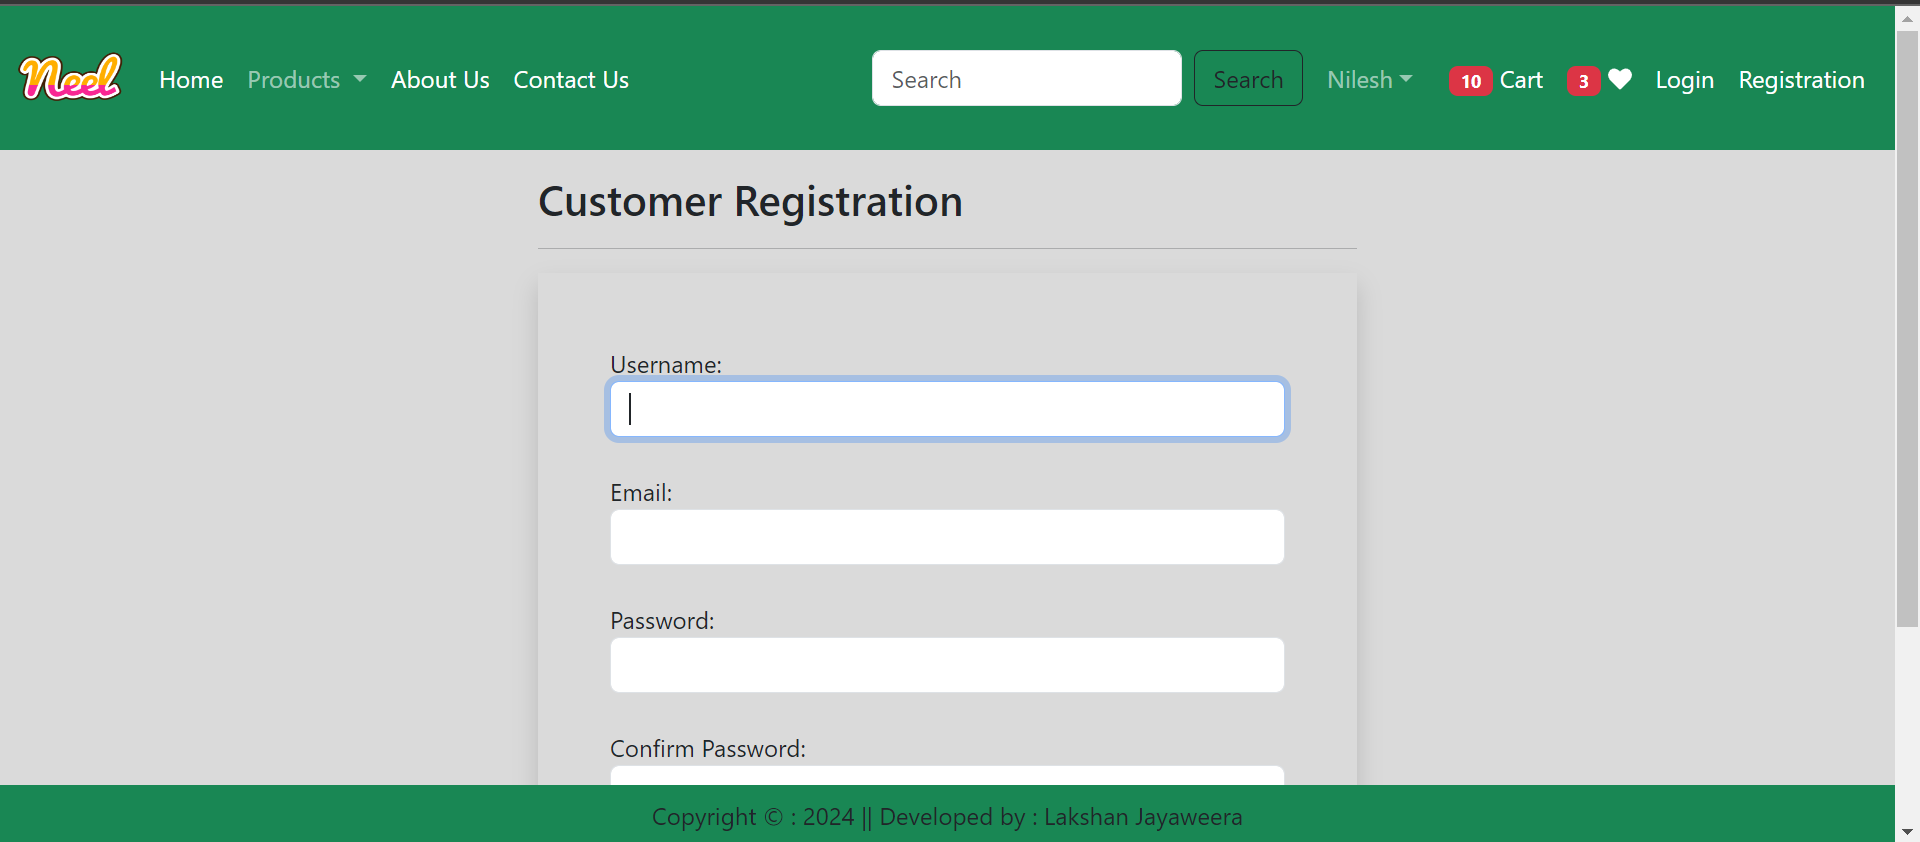 Neel Home Products About Us Contact Us Search Search Nilesh 10 Cart 3 Login Registration
Customer Registration
Username:
Email:
Password:
Confirm Password:
Copyright © : 2024 || Developed by : Lakshan Jayaweera